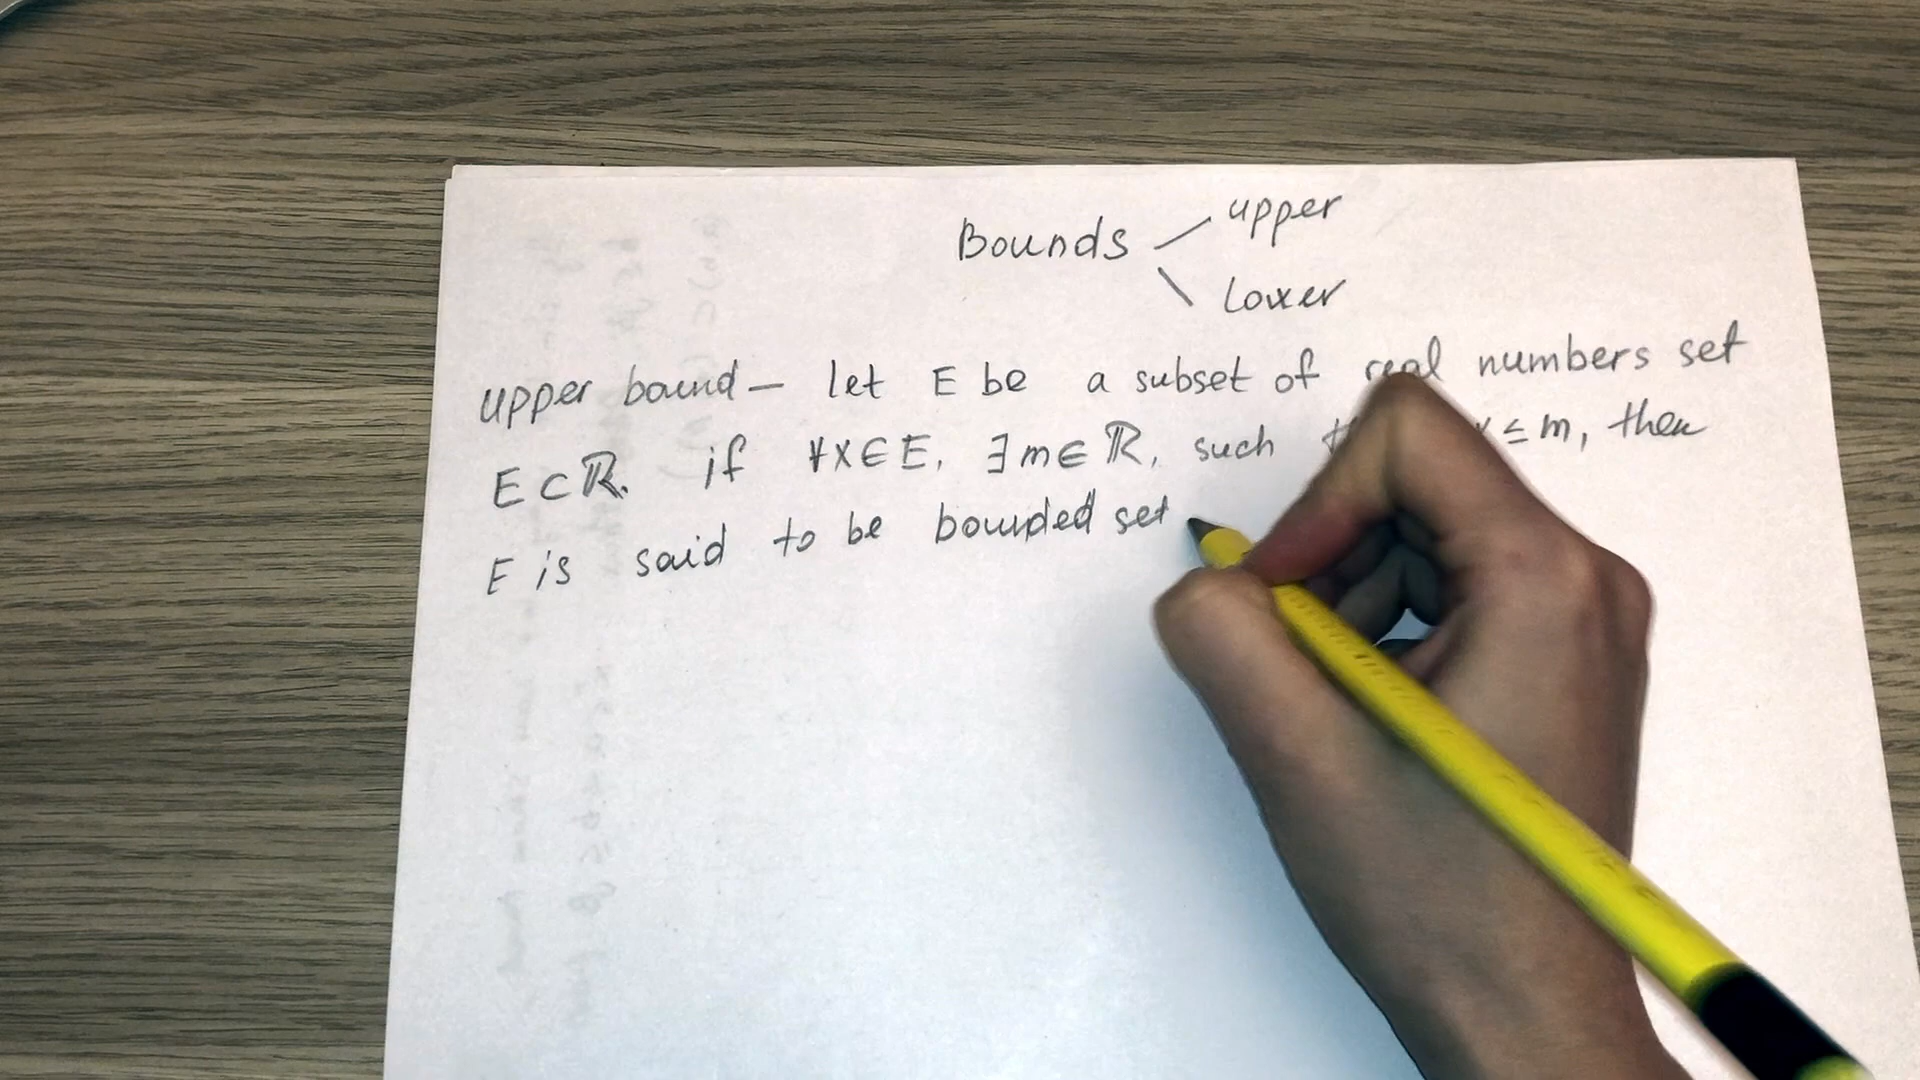 Bounds
upper
Lower
upper bound — let E be a subset of real numbers set
E ⊂ ℝ. if ∀x∈E, ∃m∈ℝ, such x ≤ m, then
E is said to be bounded set